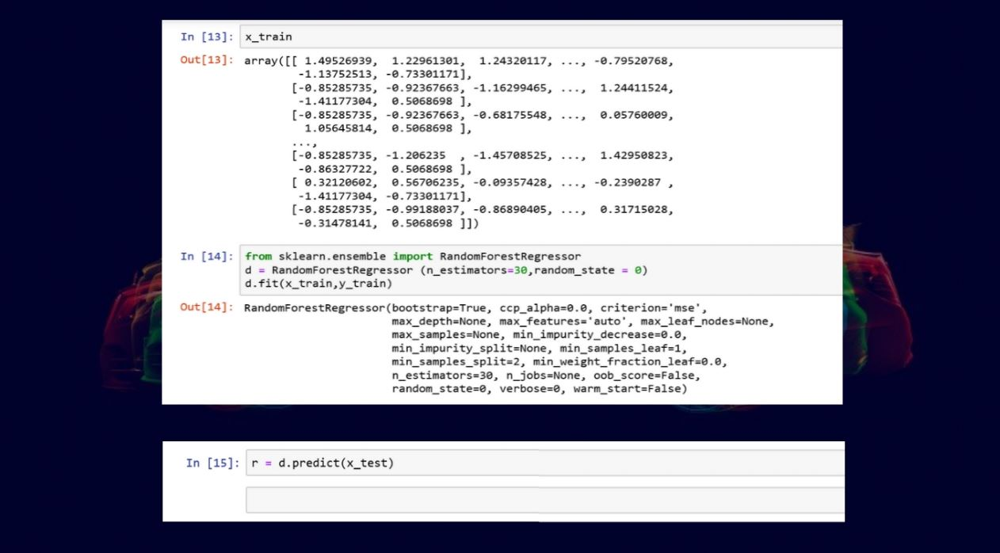 In [13]: x_train
Out[13]: array([[ 1.49526939, 1.22961301, 1.24320117, ..., -0.79520768,
-1.13752513, -0.73301171],
[-0.85285735, -0.92367663, -1.16299465, ..., 1.24411524,
-1.41177304, 0.5068698 ],
[-0.85285735, -0.92367663, -0.68175548, ..., 0.05760009,
1.05645814, 0.5068698 ],
...,
[-0.85285735, -1.206235 , -1.45708525, ..., 1.42950823,
-0.86327722, 0.5068698 ],
[ 0.32120602, 0.56706235, -0.09357428, ..., -0.2390287 ,
-1.41177304, -0.73301171],
[-0.85285735, -0.99188037, -0.86890405, ..., 0.31715028,
-0.31478141, 0.5068698 ]])
In [14]: from sklearn.ensemble import RandomForestRegressor
d = RandomForestRegressor (n_estimators=30,random_state = 0)
d.fit(x_train,y_train)
Out[14]: RandomForestRegressor(bootstrap=True, ccp_alpha=0.0, criterion='mse',
max_depth=None, max_features='auto', max_leaf_nodes=None,
max_samples=None, min_impurity_decrease=0.0,
min_impurity_split=None, min_samples_leaf=1,
min_samples_split=2, min_weight_fraction_leaf=0.0,
n_estimators=30, n_jobs=None, oob_score=False,
random_state=0, verbose=0, warm_start=False)
In [15]: r = d.predict(x_test)